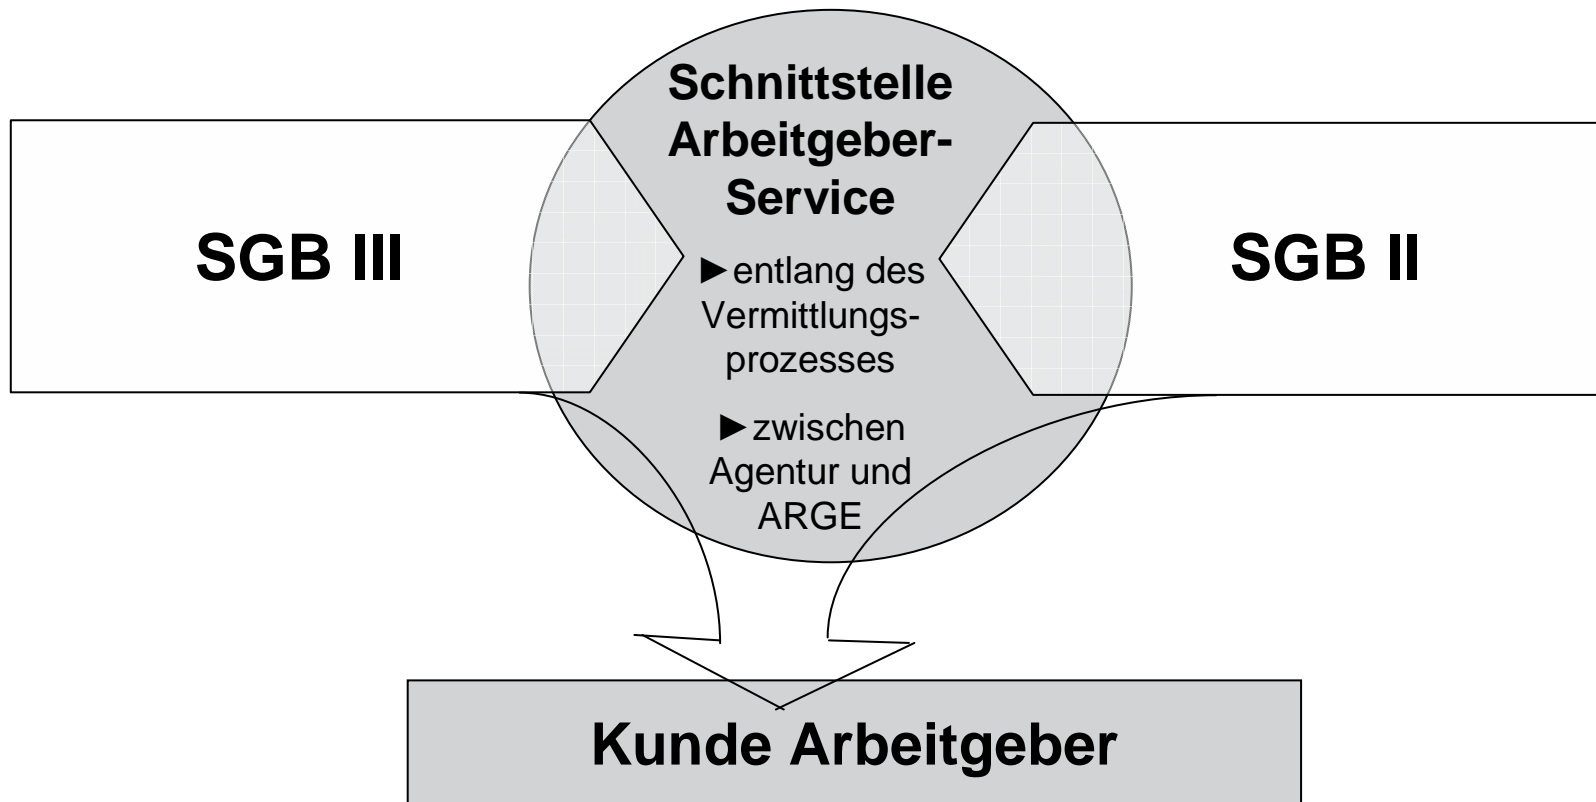 Schnittstelle
Arbeitgeber-
Service
SGB III
SGB II
►entlang des
Vermittlungs-
prozesses
►zwischen
Agentur und
ARGE
Kunde Arbeitgeber